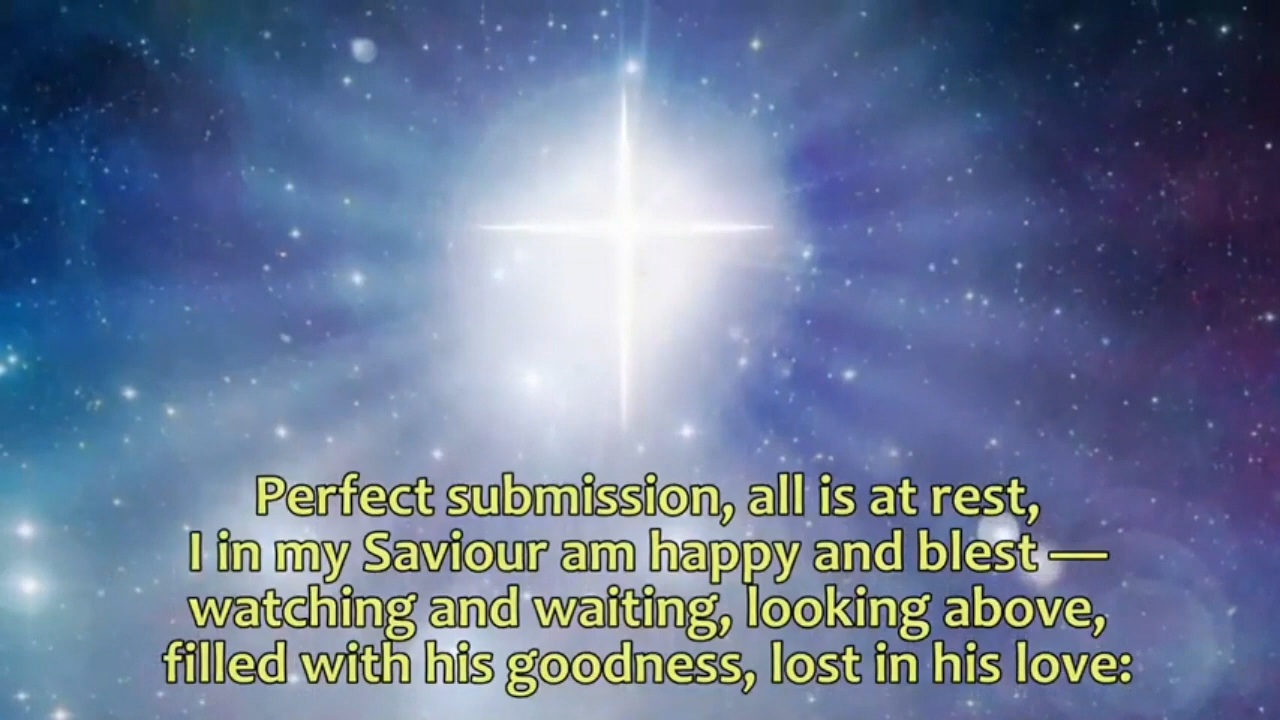 Perfect submission, all is at rest,
I in my Saviour am happy and blest —
watching and waiting, looking above,
filled with his goodness, lost in his love: